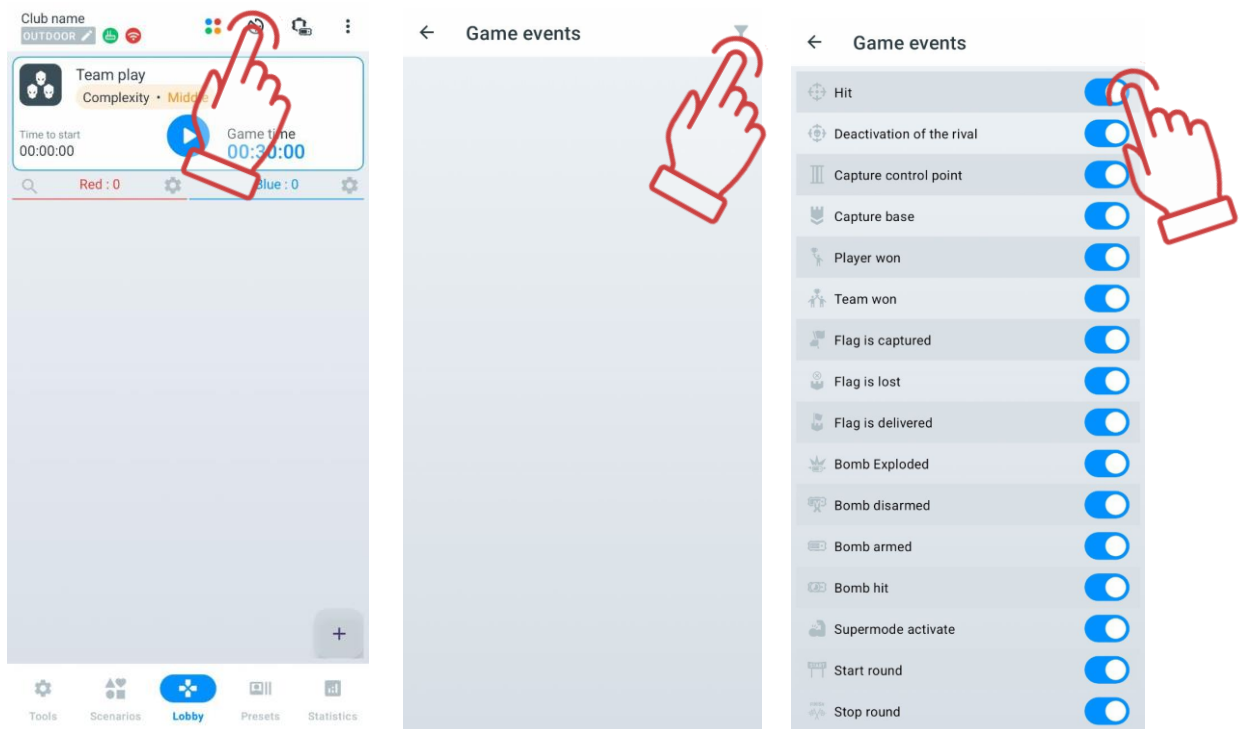 Club name
OUTDOOR
Team play
Complexity • Middle
Time to start
00:00:00
Game time
00:30:00
Red : 0
Blue : 0
+
Tools
Scenarios
Lobby
Presets
Statistics
Game events
Game events
Hit
Deactivation of the rival
Capture control point
Capture base
Player won
Team won
Flag is captured
Flag is lost
Flag is delivered
Bomb Exploded
Bomb disarmed
Bomb armed
Bomb hit
Supermode activate
Start round
Stop round